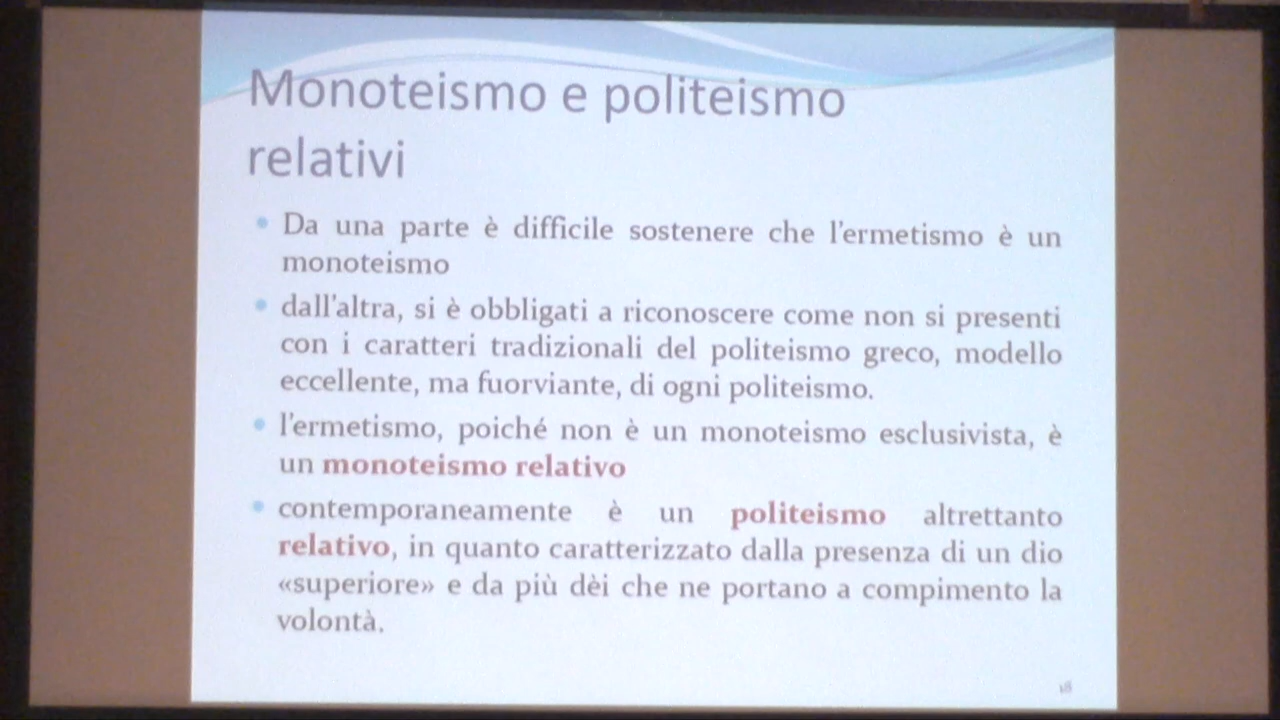 Monoteismo e politeismo
relativi
Da una parte è difficile sostenere che l'ermetismo è un
monoteismo
dall'altra, si è obbligati a riconoscere come non si presenti
con i caratteri tradizionali del politeismo greco, modello
eccellente, ma fuorviante, di ogni politeismo.
l'ermetismo, poiché non è un monoteismo esclusivista, è
un monoteismo relativo
contemporaneamente è un politeismo altrettanto
relativo, in quanto caratterizzato dalla presenza di un dio
«superiore» e da più dèi che ne portano a compimento la
volontà.